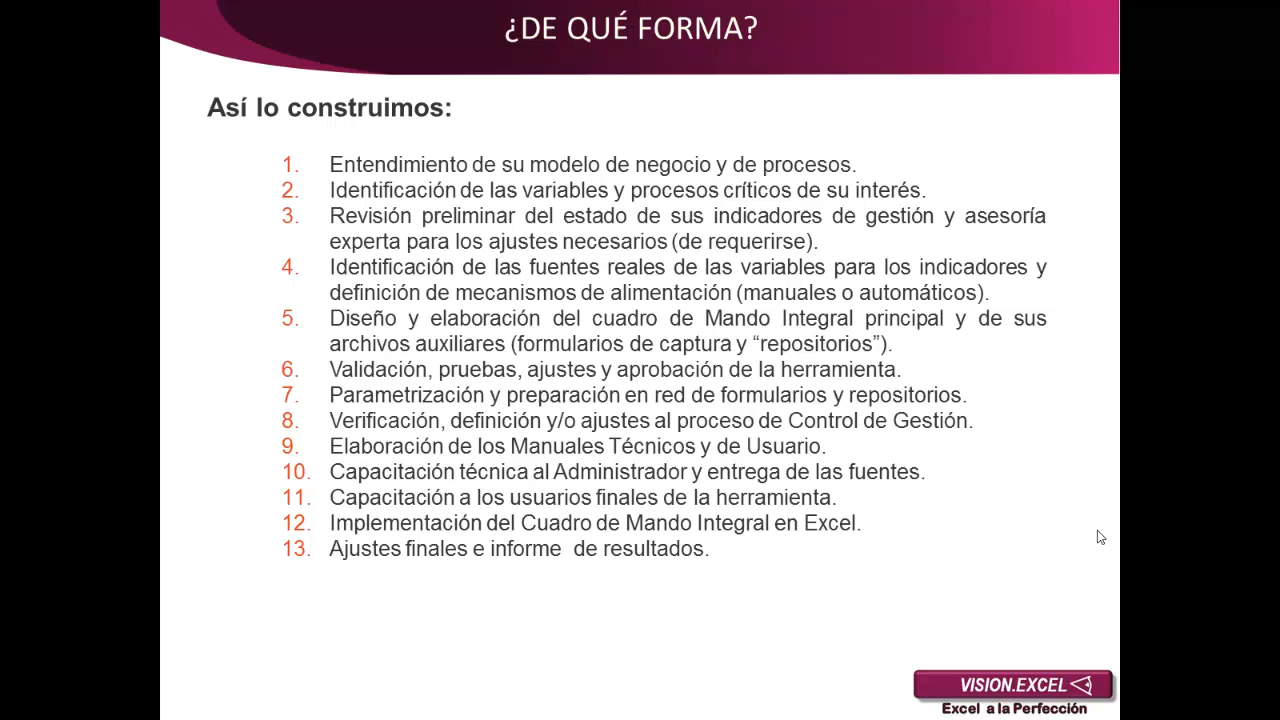 ¿DE QUÉ FORMA?
Así lo construimos:
1. Entendimiento de su modelo de negocio y de procesos.
2. Identificación de las variables y procesos críticos de su interés.
3. Revisión preliminar del estado de sus indicadores de gestión y asesoría
experta para los ajustes necesarios (de requerirse).
4. Identificación de las fuentes reales de las variables para los indicadores y
definición de mecanismos de alimentación (manuales o automáticos).
5. Diseño y elaboración del cuadro de Mando Integral principal y de sus
archivos auxiliares (formularios de captura y “repositorios”).
6. Validación, pruebas, ajustes y aprobación de la herramienta.
7. Parametrización y preparación en red de formularios y repositorios.
8. Verificación, definición y/o ajustes al proceso de Control de Gestión.
9. Elaboración de los Manuales Técnicos y de Usuario.
10. Capacitación técnica al Administrador y entrega de las fuentes.
11. Capacitación a los usuarios finales de la herramienta.
12. Implementación del Cuadro de Mando Integral en Excel.
13. Ajustes finales e informe de resultados.
VISION.EXCEL
Excel a la Perfección